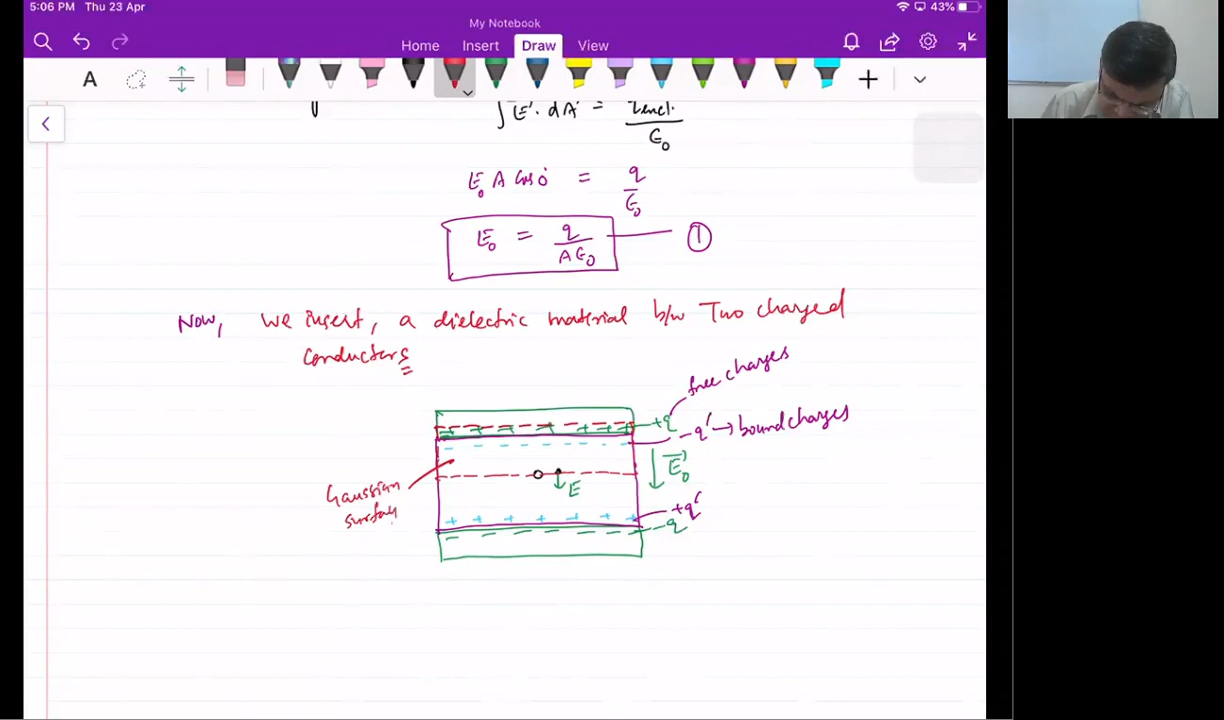 5:06 PM Thu 23 Apr
43%
My Notebook
Home Insert Draw View
A
∫ E⃗ . dA⃗ = qencl. / ε0
E0 A Cos 0 = q / ε0
E0 = q / Aε0 — ①
Now, we insert, a dielectric material b/w Two charged
Conductors
free charges
+q
-q' → bound charges
E⃗0
E
Gaussian
surface
+q'
-q